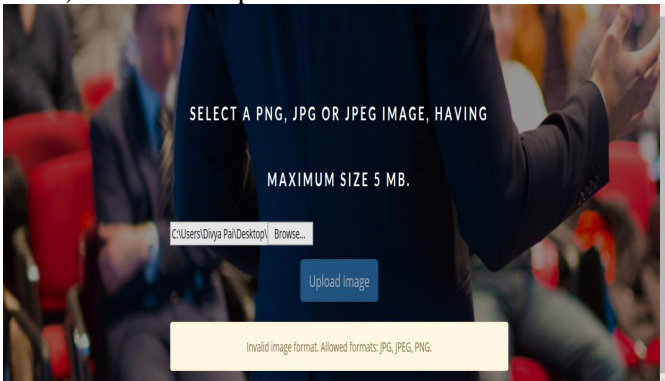 SELECT A PNG, JPG OR JPEG IMAGE, HAVING
MAXIMUM SIZE 5 MB.
C:\Users\Divya Pai\Desktop\ Browse...
Upload image
Invalid image format. Allowed formats: JPG, JPEG, PNG.